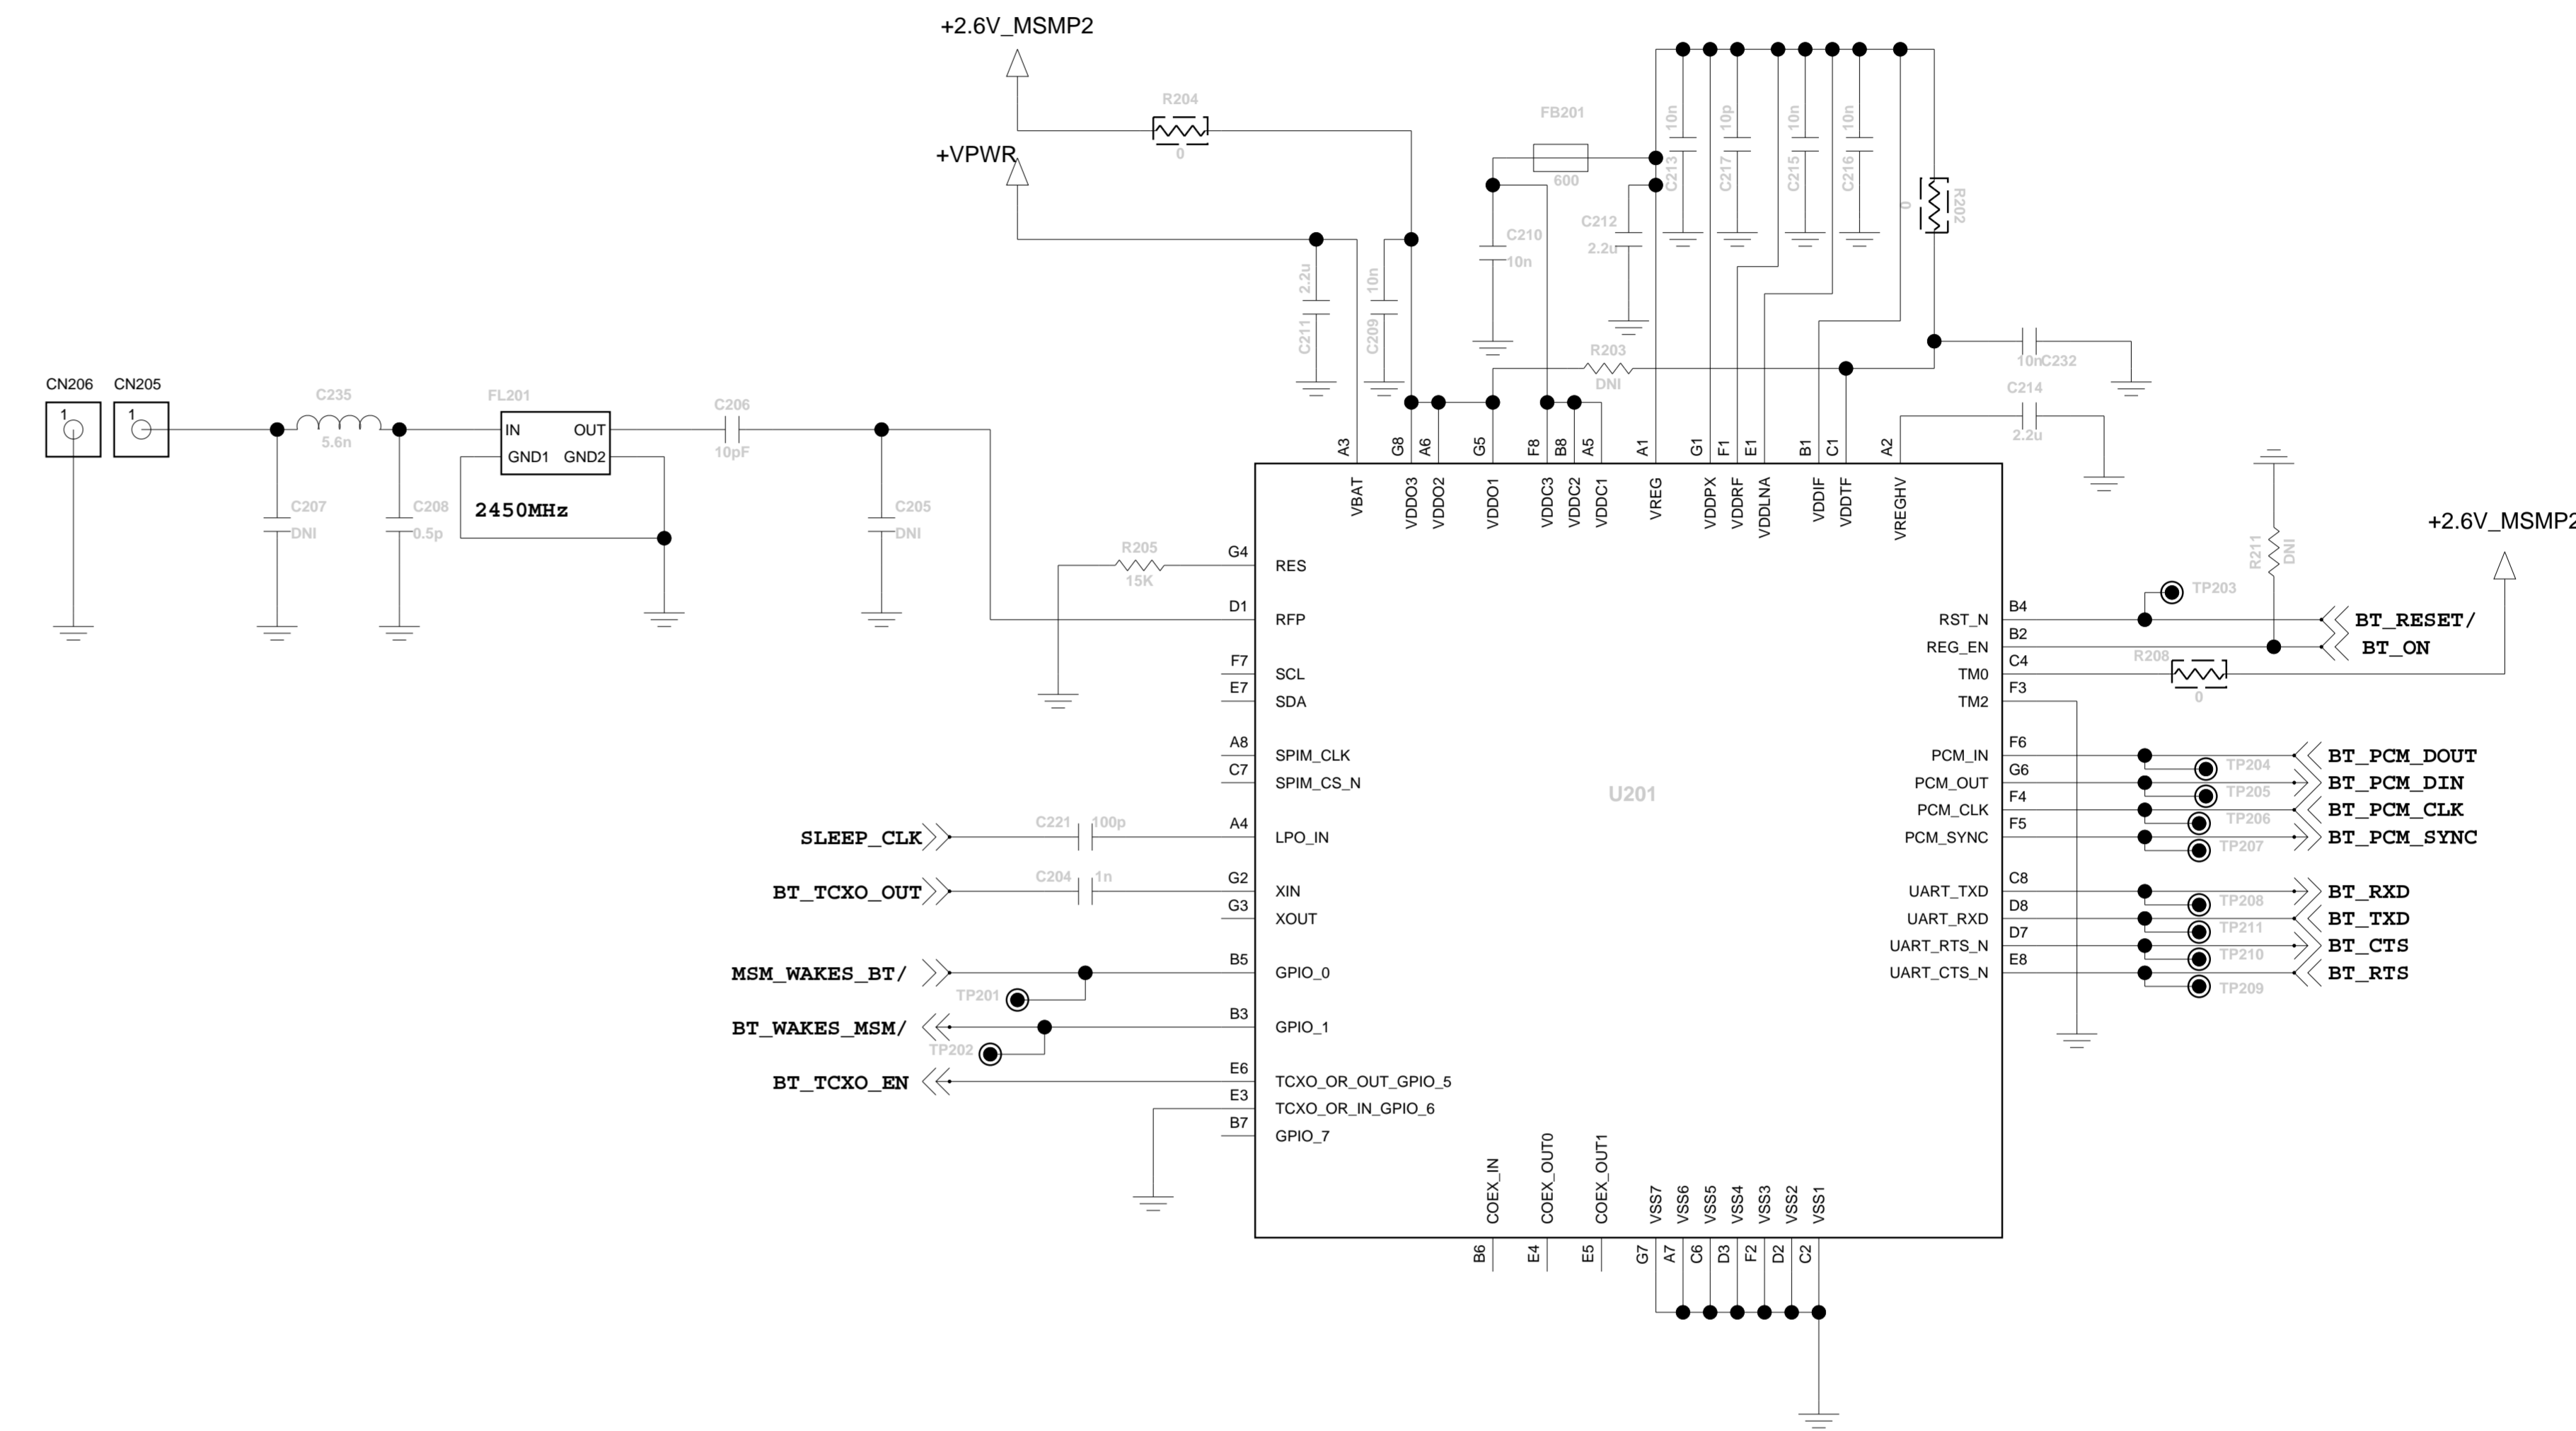 +2.6V_MSMP2
R204
0
+VPWR
FB201
600
10n
C213
10p
C217
10n
C215
10n
C216
0
R202
C210
10n
C212
2.2u
2.2u
C211
10n
C209
R203
DNI
10n
C232
C214
2.2u
CN206
CN205
1
1
C235
5.6n
FL201
IN
OUT
GND1
GND2
2450MHz
C206
10pF
C207
DNI
C208
0.5p
C205
DNI
R205
15K
A3
G8
A6
G5
F8
B8
A5
A1
G1
F1
E1
B1
C1
A2
VBAT
VDDO3
VDDO2
VDDO1
VDDC3
VDDC2
VDDC1
VREG
VDDPX
VDDRF
VDDLNA
VDDIF
VDDTF
VREGHV
G4
RES
D1
RFP
F7
SCL
E7
SDA
A8
SPIM_CLK
C7
SPIM_CS_N
SLEEP_CLK
C221
100p
A4
LPO_IN
BT_TCXO_OUT
C204
1n
G2
XIN
G3
XOUT
MSM_WAKES_BT/
TP201
B5
GPIO_0
BT_WAKES_MSM/
TP202
B3
GPIO_1
BT_TCXO_EN
E6
TCXO_OR_OUT_GPIO_5
E3
TCXO_OR_IN_GPIO_6
B7
GPIO_7
U201
R211
DNI
+2.6V_MSMP2
TP203
RST_N
B4
BT_RESET/
REG_EN
B2
BT_ON
TM0
C4
R208
0
TM2
F3
PCM_IN
F6
TP204
BT_PCM_DOUT
PCM_OUT
G6
TP205
BT_PCM_DIN
PCM_CLK
F4
TP206
BT_PCM_CLK
PCM_SYNC
F5
TP207
BT_PCM_SYNC
UART_TXD
C8
TP208
BT_RXD
UART_RXD
D8
TP211
BT_TXD
UART_RTS_N
D7
TP210
BT_CTS
UART_CTS_N
E8
TP209
BT_RTS
COEX_IN
COEX_OUT0
COEX_OUT1
VSS7
VSS6
VSS5
VSS4
VSS3
VSS2
VSS1
B6
E4
E5
G7
A7
C6
D3
F2
D2
C2